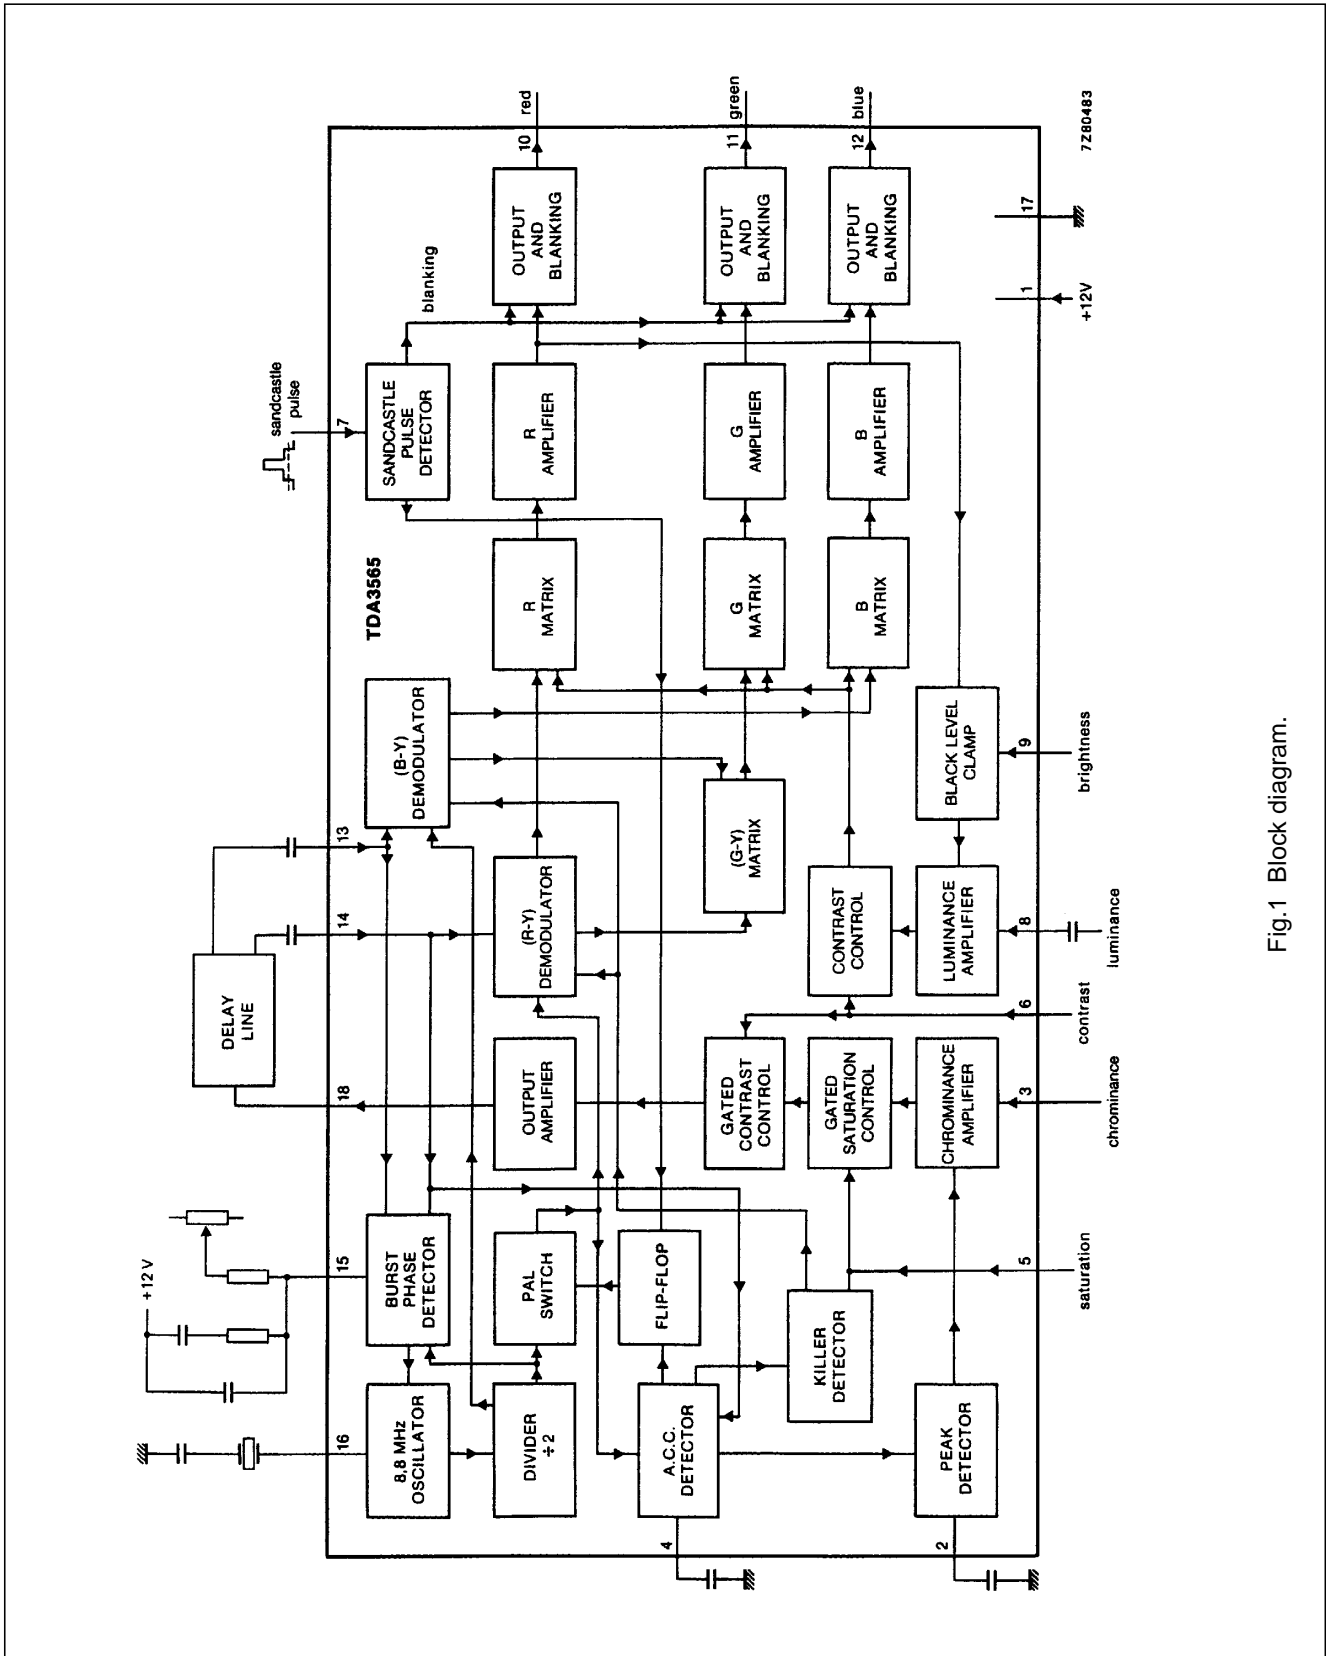 +12V
sandcastle
pulse
16
15
18
14
13
7
DELAY
LINE
TDA3565
8,8 MHz
OSCILLATOR
BURST
PHASE
DETECTOR
(B-Y)
DEMODULATOR
SANDCASTLE
PULSE
DETECTOR
blanking
DIVIDER
÷2
PAL
SWITCH
OUTPUT
AMPLIFIER
(R-Y)
DEMODULATOR
R
MATRIX
R
AMPLIFIER
OUTPUT
AND
BLANKING
10
red
A.C.C.
DETECTOR
FLIP-FLOP
GATED
CONTRAST
CONTROL
(G-Y)
MATRIX
G
MATRIX
G
AMPLIFIER
OUTPUT
AND
BLANKING
11
green
4
KILLER
DETECTOR
GATED
SATURATION
CONTROL
CONTRAST
CONTROL
B
MATRIX
B
AMPLIFIER
OUTPUT
AND
BLANKING
12
blue
PEAK
DETECTOR
CHROMINANCE
AMPLIFIER
LUMINANCE
AMPLIFIER
BLACK LEVEL
CLAMP
2
5
3
6
8
9
1
17
saturation
chrominance
contrast
luminance
brightness
+12V
7Z80483
Fig.1 Block diagram.